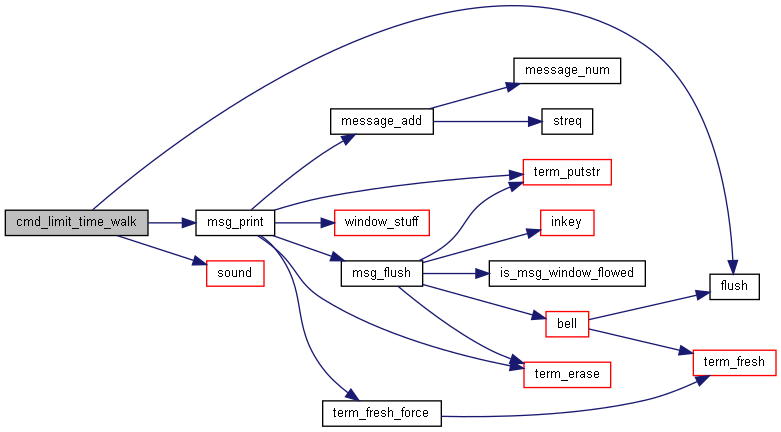 message_num
message_add
streq
term_putstr
cmd_limit_time_walk
msg_print
window_stuff
inkey
sound
msg_flush
is_msg_window_flowed
flush
bell
term_fresh
term_erase
term_fresh_force